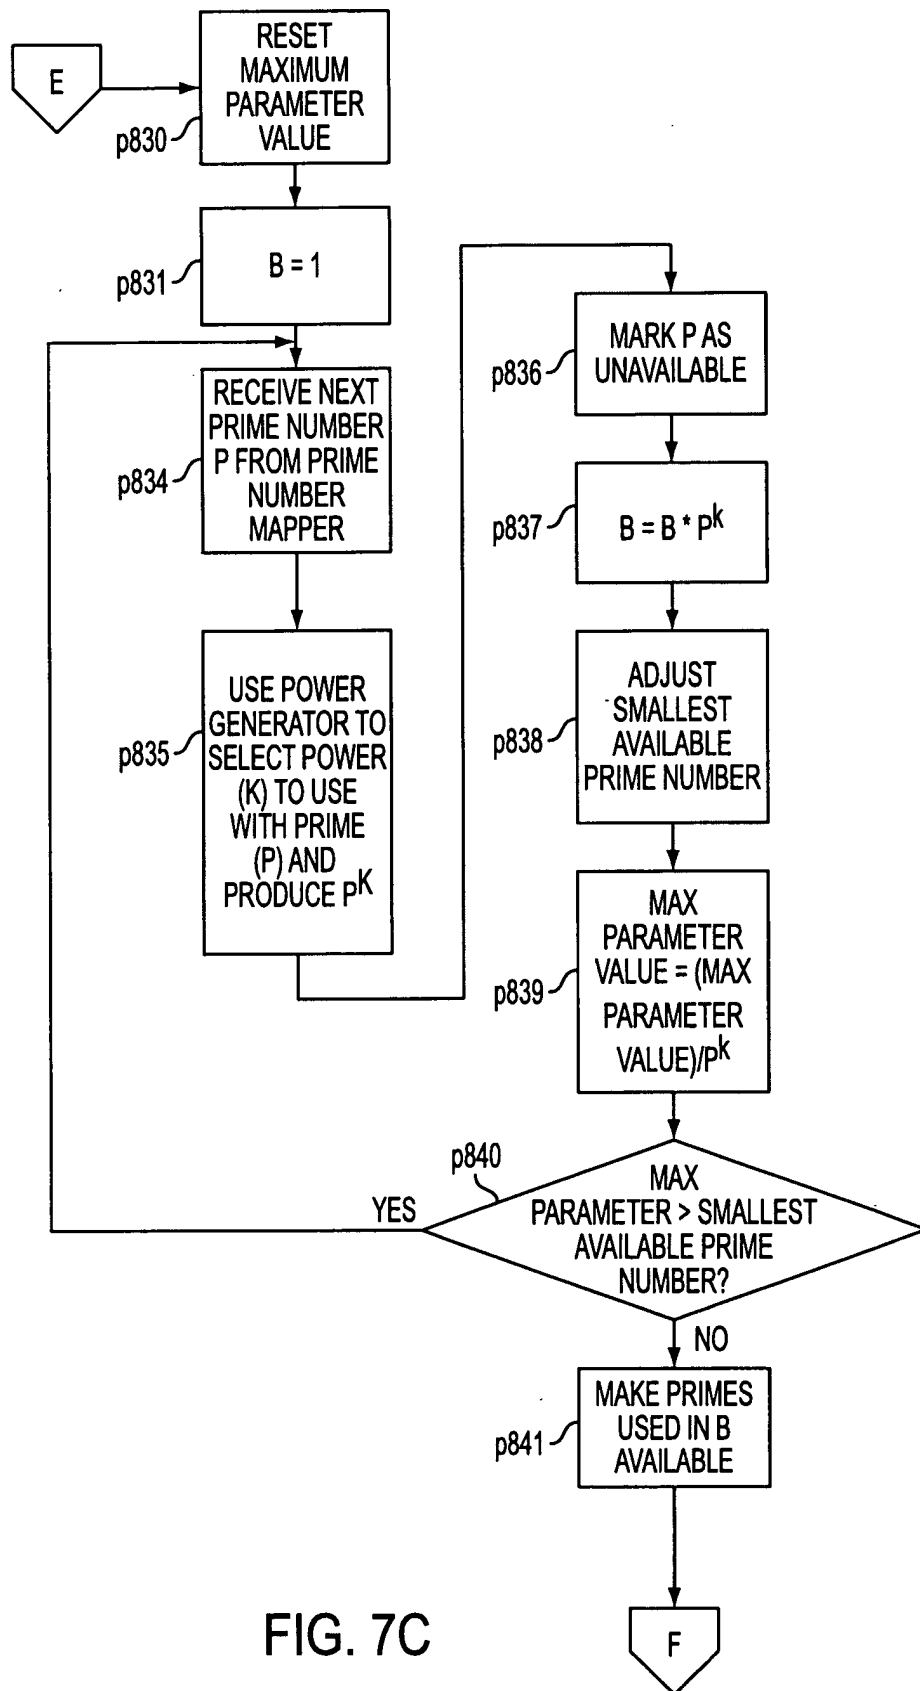 E
RESET
MAXIMUM
PARAMETER
VALUE
p830
B = 1
p831
RECEIVE NEXT
PRIME NUMBER
P FROM PRIME
NUMBER
MAPPER
p834
USE POWER
GENERATOR TO
SELECT POWER
(K) TO USE
WITH PRIME
(P) AND
PRODUCE P^K
p835
MARK P AS
UNAVAILABLE
p836
B = B * P^k
p837
ADJUST
SMALLEST
AVAILABLE
PRIME NUMBER
p838
MAX
PARAMETER
VALUE = (MAX
PARAMETER
VALUE)/P^k
p839
p840
MAX
PARAMETER > SMALLEST
AVAILABLE PRIME
NUMBER?
YES
NO
MAKE PRIMES
USED IN B
AVAILABLE
p841
F
FIG. 7C